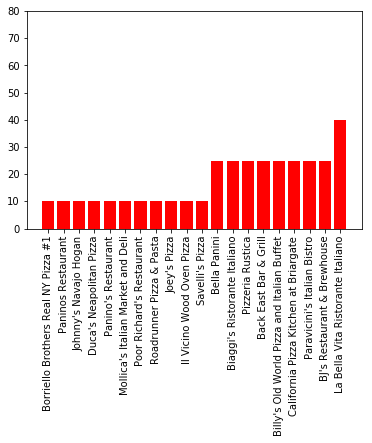 80
70
60
50
40
30
20
10
0
Borriello Brothers Real NY Pizza #1
Paninos Restaurant
Johnny's Navajo Hogan
Duca's Neapolitan Pizza
Panino's Restaurant
Mollica's Italian Market and Deli
Poor Richard's Restaurant
Roadrunner Pizza & Pasta
Joey's Pizza
Il Vicino Wood Oven Pizza
Savelli's Pizza
Bella Panini
Biaggi's Ristorante Italiano
Pizzeria Rustica
Back East Bar & Grill
Billy's Old World Pizza and Italian Buffet
California Pizza Kitchen at Briargate
Paravicini's Italian Bistro
BJ's Restaurant & Brewhouse
La Bella Vita Ristorante Italiano